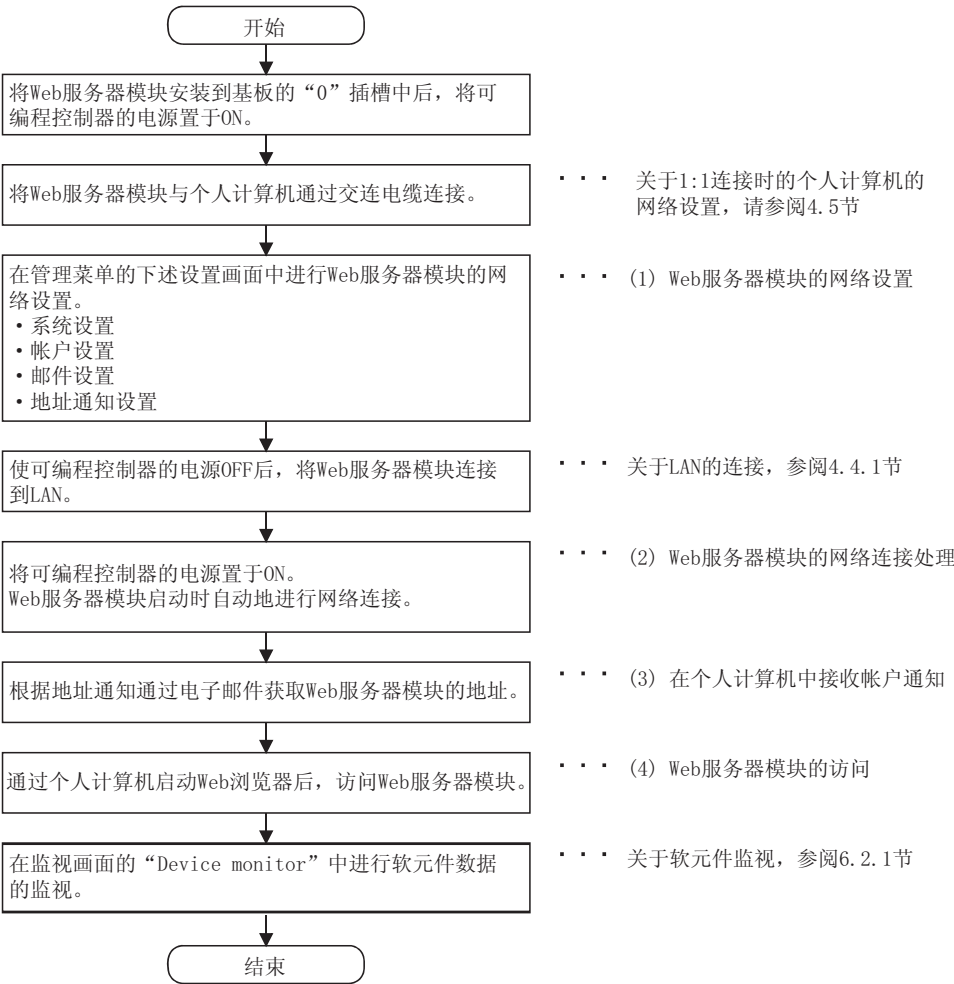 开始
将Web服务器模块安装到基板的“0”插槽中后，将可
编程控制器的电源置于ON。
将Web服务器模块与个人计算机通过交连电缆连接。
··· 关于1:1连接时的个人计算机的
网络设置，请参阅4.5节
在管理菜单的下述设置画面中进行Web服务器模块的网
络设置。
·系统设置
·帐户设置
·邮件设置
·地址通知设置
··· (1) Web服务器模块的网络设置
使可编程控制器的电源OFF后，将Web服务器模块连接
到LAN。
··· 关于LAN的连接，参阅4.4.1节
将可编程控制器的电源置于ON。
Web服务器模块启动时自动地进行网络连接。
··· (2) Web服务器模块的网络连接处理
根据地址通知通过电子邮件获取Web服务器模块的地址。
··· (3) 在个人计算机中接收帐户通知
通过个人计算机启动Web浏览器后，访问Web服务器模块。
··· (4) Web服务器模块的访问
在监视画面的“Device monitor”中进行软元件数据
的监视。
··· 关于软元件监视，参阅6.2.1节
结束